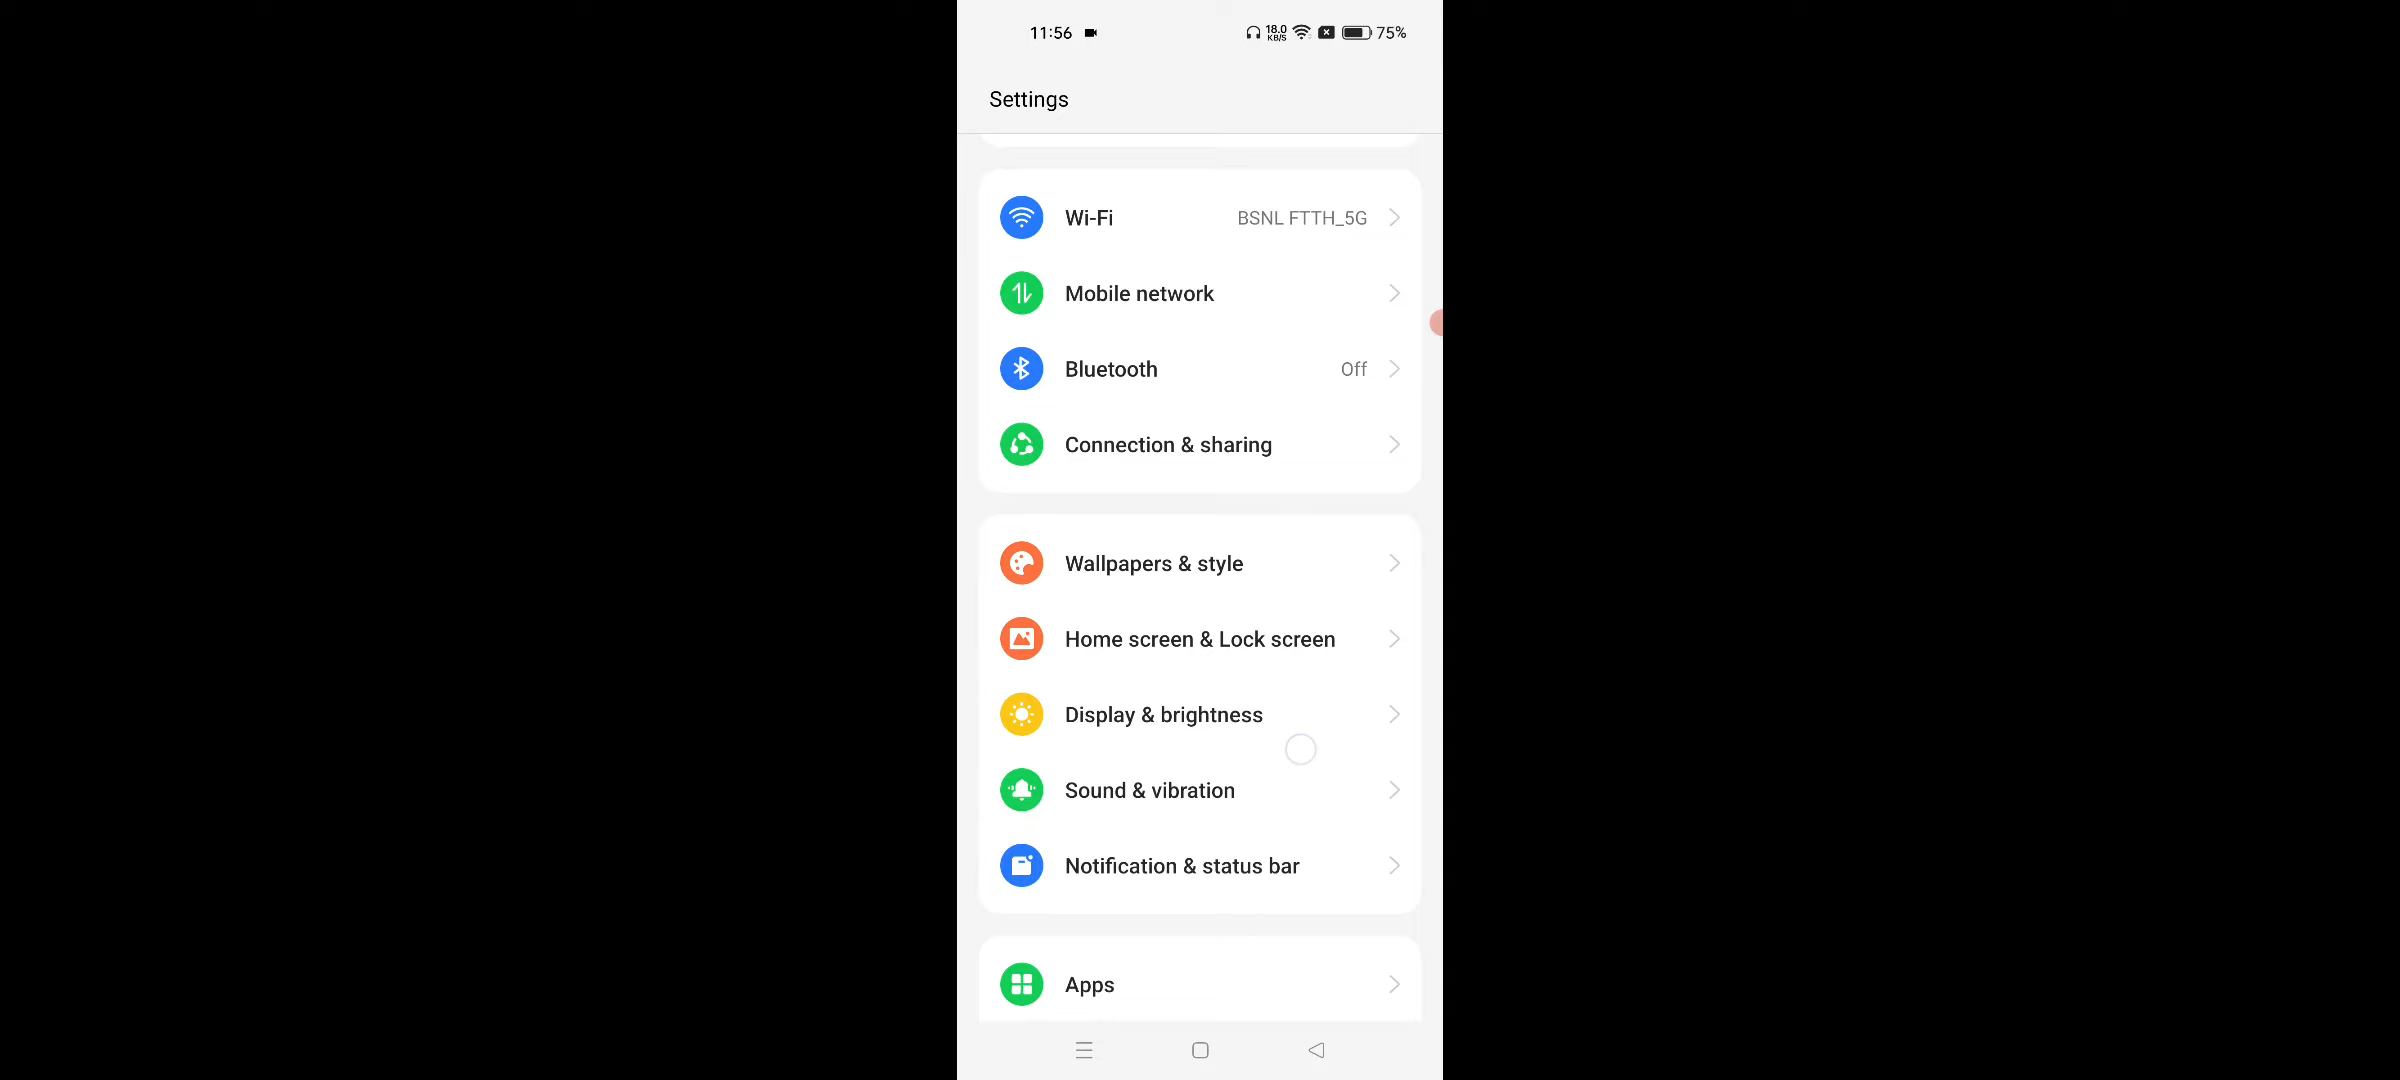 11:56 18.0 KB/S 75%
Settings
Wi-Fi BSNL FTTH_5G
Mobile network
Bluetooth Off
Connection & sharing
Wallpapers & style
Home screen & Lock screen
Display & brightness
Sound & vibration
Notification & status bar
Apps